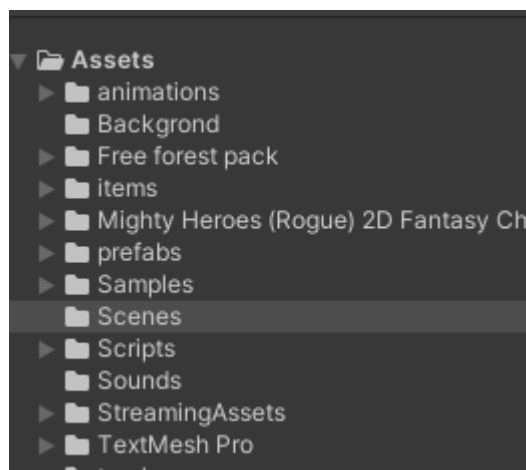 Assets
animations
Backgrond
Free forest pack
items
Mighty Heroes (Rogue) 2D Fantasy Ch
prefabs
Samples
Scenes
Scripts
Sounds
StreamingAssets
TextMesh Pro